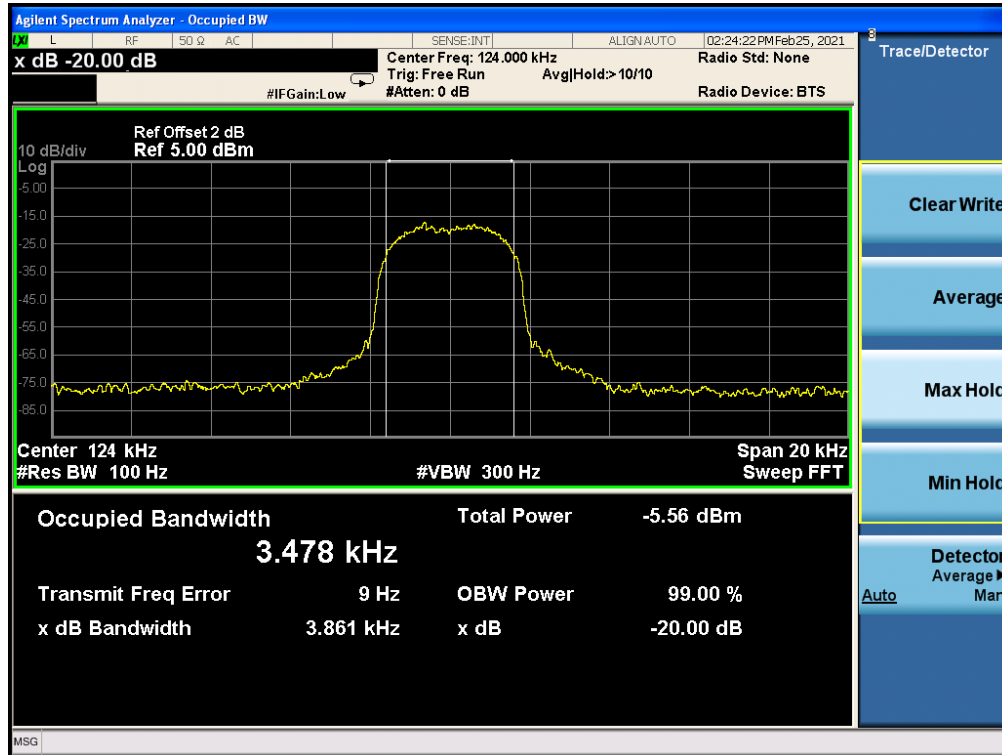 Agilent Spectrum Analyzer - Occupied BW
LXI L RF 50 Ω AC SENSE:INT ALIGN AUTO 02:24:22 PM Feb 25, 2021
x dB -20.00 dB
Center Freq: 124.000 kHz Radio Std: None
Trig: Free Run Avg|Hold:> 10/10
#IFGain:Low #Atten: 0 dB Radio Device: BTS
Ref Offset 2 dB
10 dB/div Ref 5.00 dBm
Log
-5.00
-15.0
-25.0
-35.0
-45.0
-55.0
-65.0
-75.0
-85.0
Center 124 kHz Span 20 kHz
#Res BW 100 Hz #VBW 300 Hz Sweep FFT
Occupied Bandwidth Total Power -5.56 dBm
3.478 kHz
Transmit Freq Error 9 Hz OBW Power 99.00 %
x dB Bandwidth 3.861 kHz x dB -20.00 dB
MSG
Trace/Detector
Clear Write
Average
Max Hold
Min Hold
Detector
Average▶
Auto Man